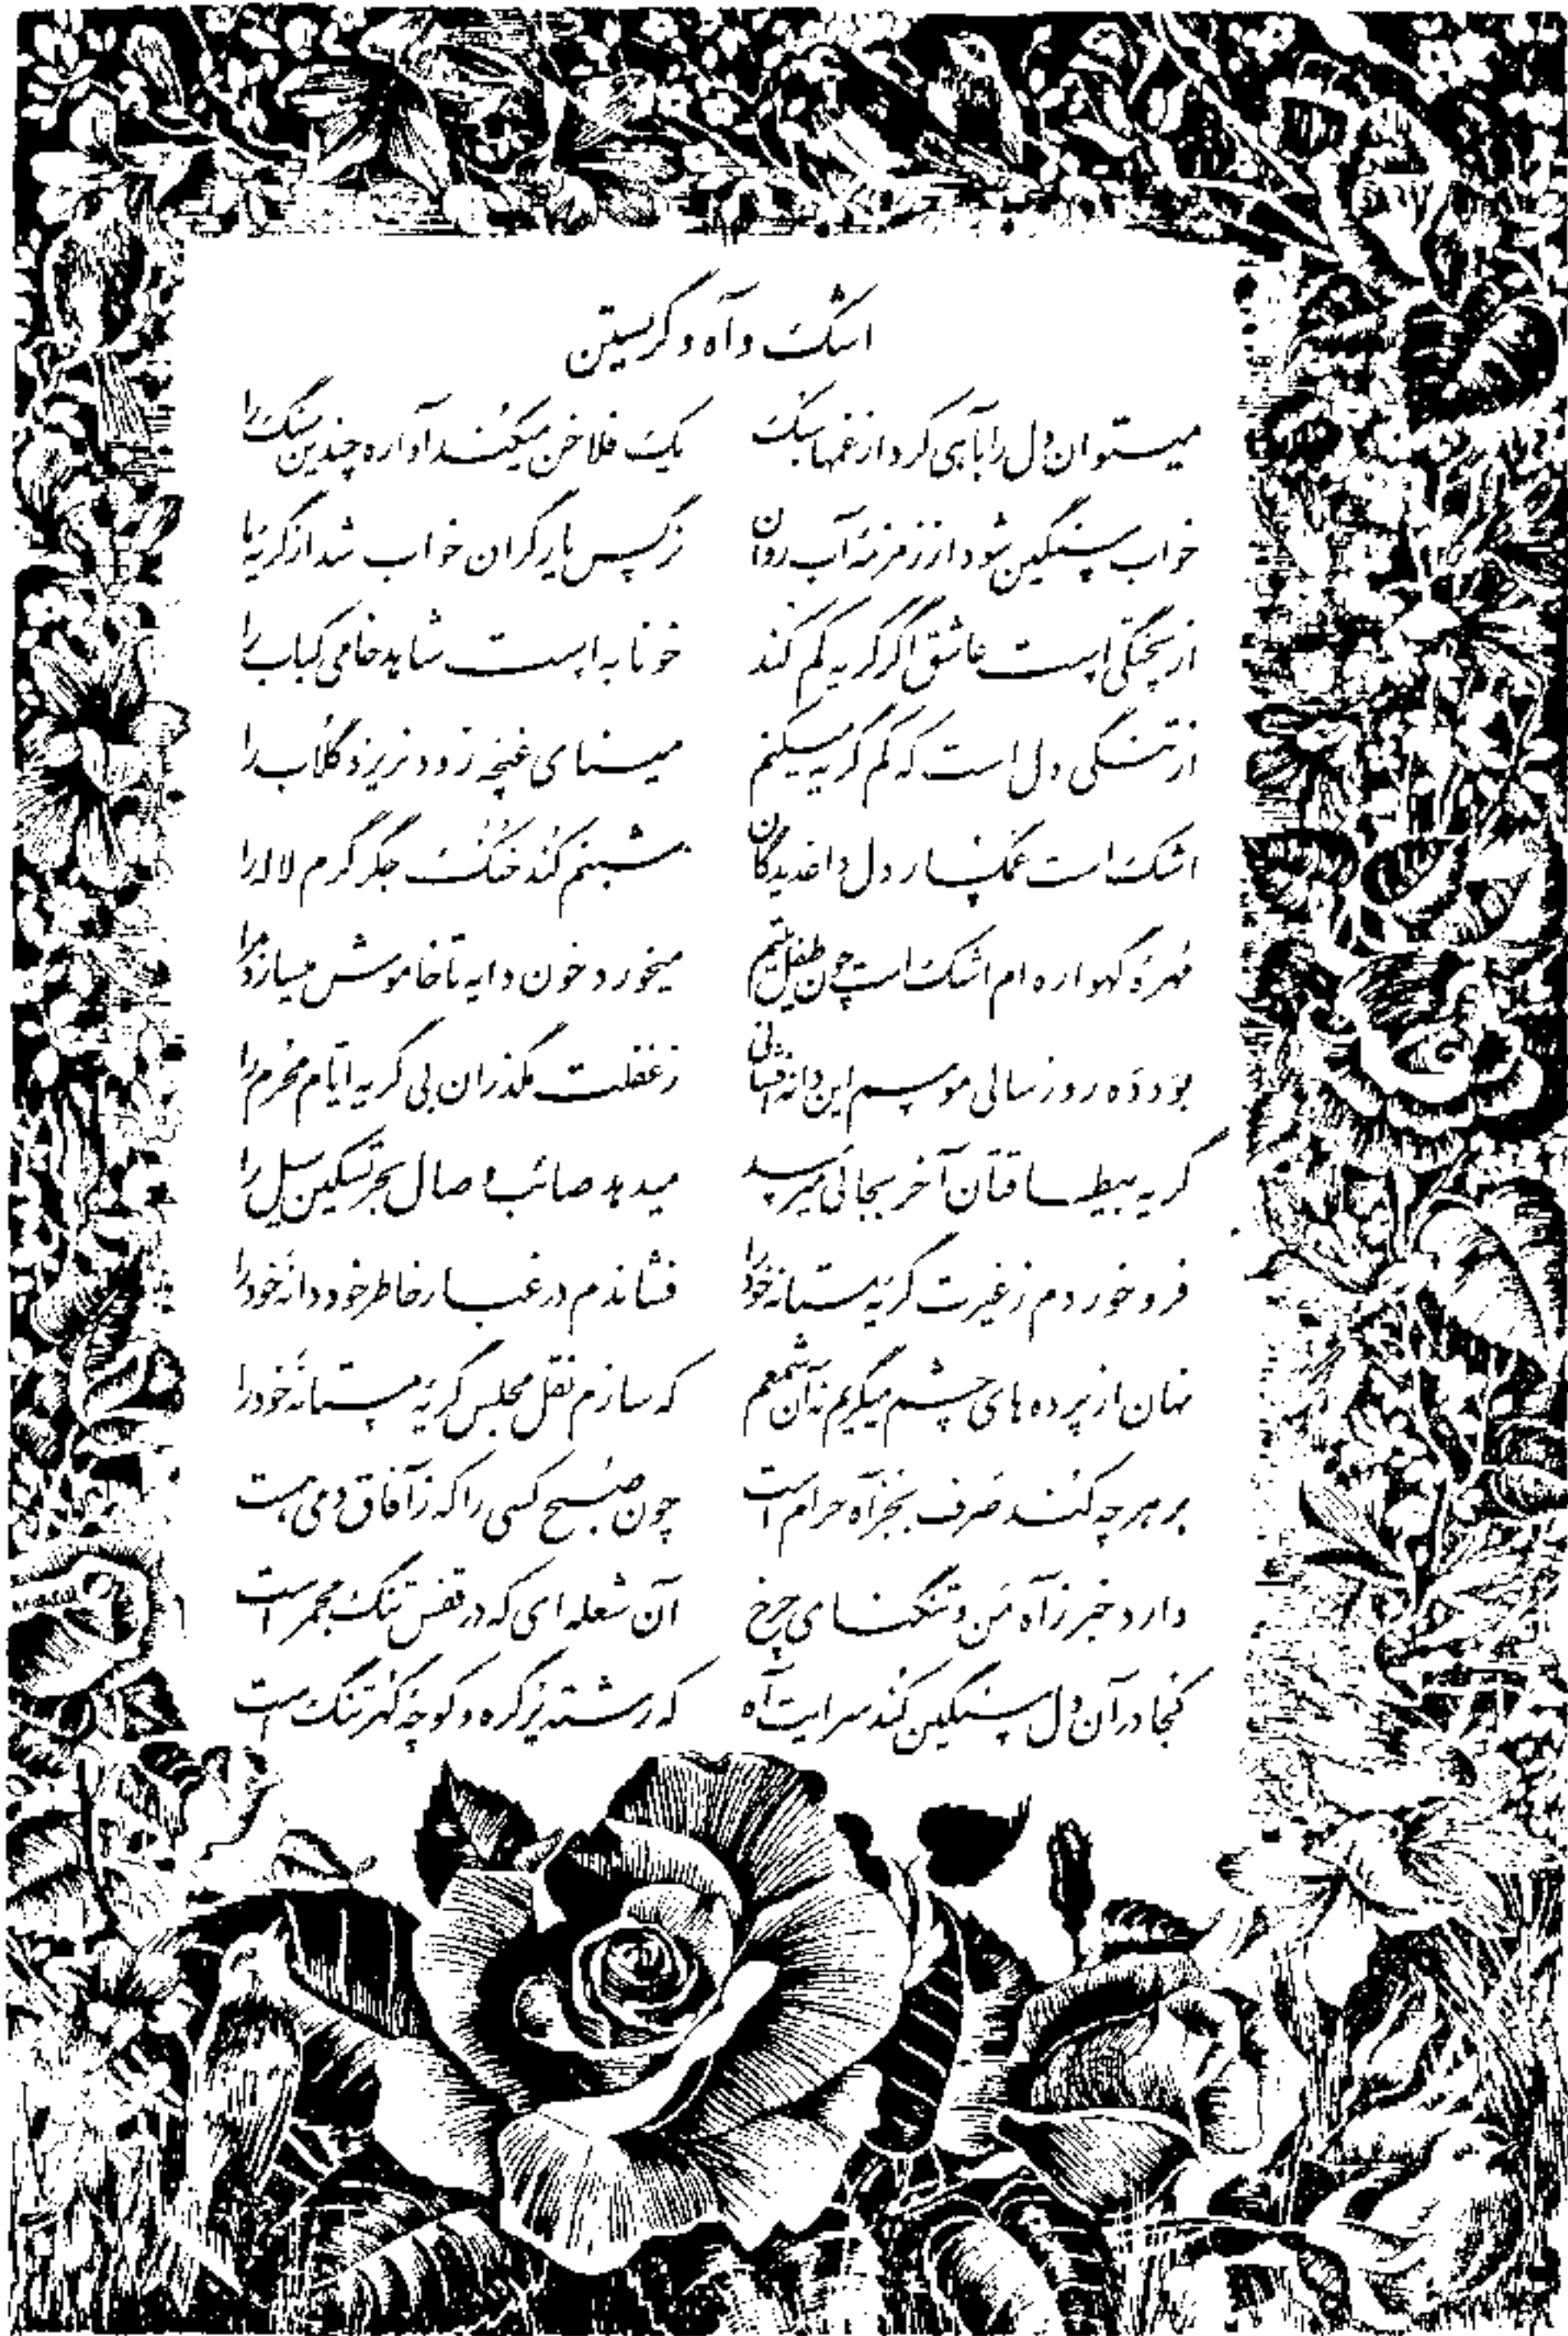 اشک و آه و گریستن
میتوان دل را بآهی کرد از غمها سبک یک فلاخن میکند آواره چندین سنگ را
خواب سنگین شود از زمزمهٔ آب روان نرگس یار گران خواب شد از گریهٔ ما
از پختگی است عاشق اگر گریه کم کند خونابه است شاهد خامی کباب را
از تنگی دل است که کم گریه میکنم مینای غنچه زود نریزد گلاب را
اشک است غمگسار دل داغدیدگان شبنم کند خنک جگر گرم لاله را
مهرهٔ گهواره ام اشک است چون طفل یتیم میخورد خون دایه تا خاموش میسازد مرا
بود ده روز سالی موسم این دانه افشانی ز غفلت مگذران بی گریه ایام محرم را
گریه بیطاقتان آخر بجائی میرسد میدهد صائب وصال بحر تسکین سیل را
فرو خوردم ز غیرت گریهٔ مستانهٔ خود را فشاندم در غبار خاطر خود دانهٔ خود را
نهان از پرده های چشم میگریم نه آن شمعم که سازم نقل مجلس گریهٔ مستانهٔ خود را
بر هر چه کند صرف بجز آه حرام است چون صبح کسی را که ز آفاق دمی هست
دارد خبر ز آه من و تنگنای چرخ آن شعله ای که در قفس تنگ مجمر است
کجا در آن دل سنگین کند سرایت آه که رشته پر گره و کوچهٔ گهر تنگ است